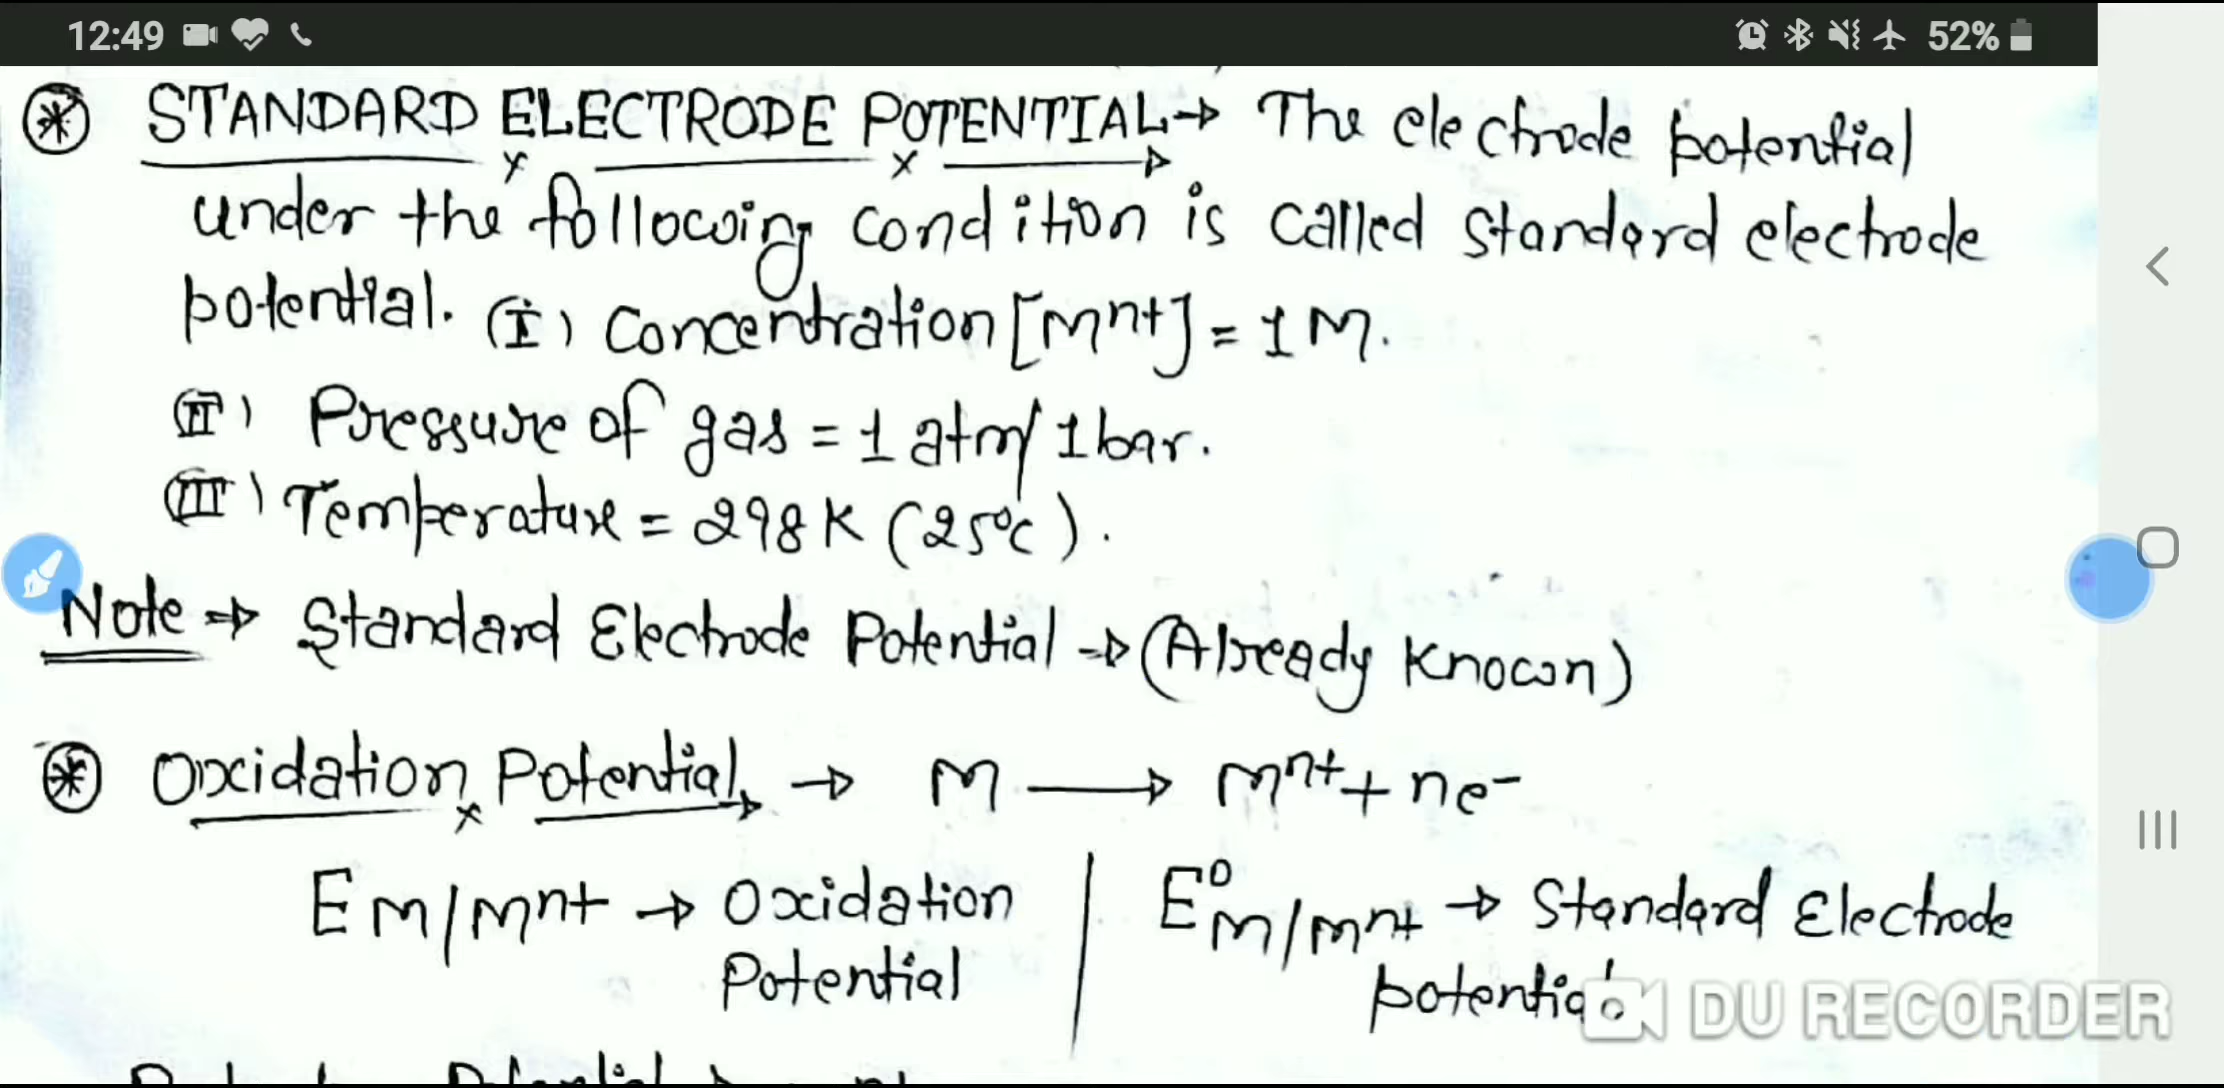 12:49 52%
⊛ STANDARD ELECTRODE POTENTIAL → The electrode potential
under the following condition is called standard electrode
potential. (I) Concentration [Mⁿ⁺] = 1 M.
(II) Pressure of gas = 1 atm/1bar.
(III) Temperature = 298 K (25°C).
Note ⇒ Standard Electrode Potential → (Already Known)
⊛ Oxidation Potential → M ⟶ Mⁿ⁺ + ne⁻
E M/Mⁿ⁺ → Oxidation Potential | E⁰ M/Mⁿ⁺ → Standard Electrode potential
DU RECORDER